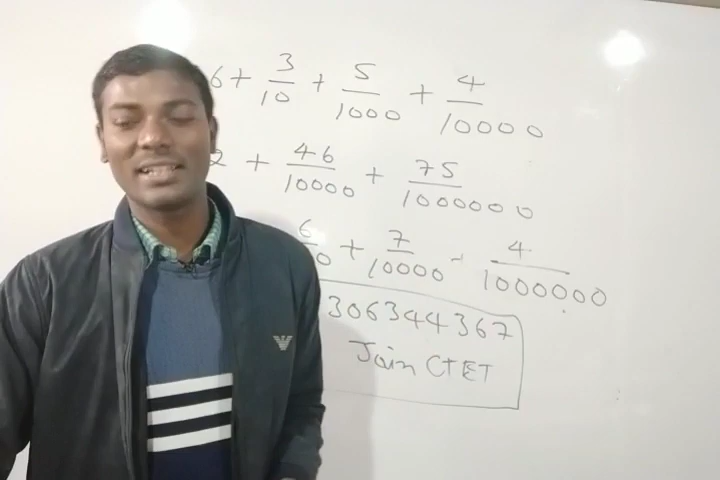 6 + 3/10 + 5/1000 + 4/10000
2 + 46/10000 + 75/1000000
6/ 0 + 7/10000 - 4/1000000
306344367
Join CTET